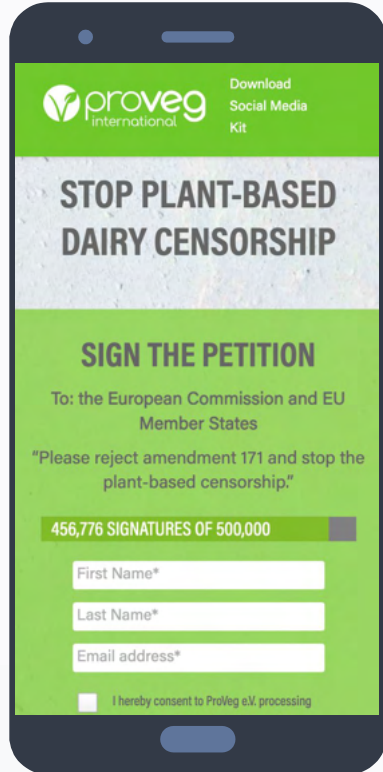 proveg
international
Download
Social Media
Kit
STOP PLANT-BASED
DAIRY CENSORSHIP
SIGN THE PETITION
To: the European Commission and EU
Member States
"Please reject amendment 171 and stop the
plant-based censorship."
456,776 SIGNATURES OF 500,000
First Name*
Last Name*
Email address*
I hereby consent to ProVeg e.V. processing